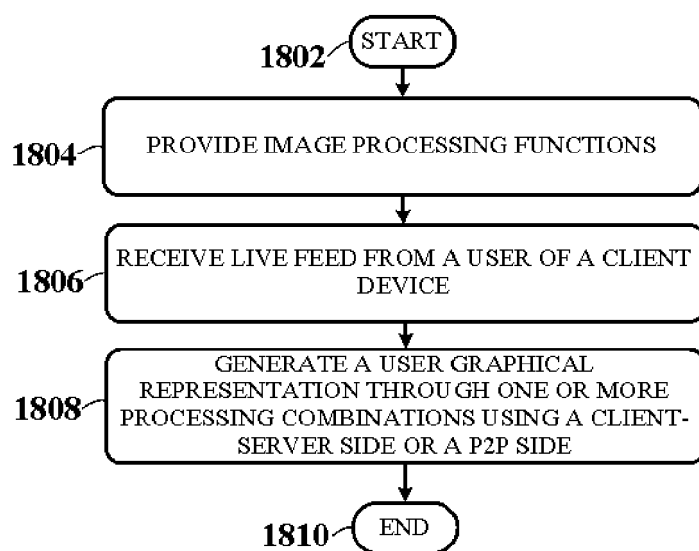 1802
START
1804
PROVIDE IMAGE PROCESSING FUNCTIONS
1806
RECEIVE LIVE FEED FROM A USER OF A CLIENT
DEVICE
1808
GENERATE A USER GRAPHICAL
REPRESENTATION THROUGH ONE OR MORE
PROCESSING COMBINATIONS USING A CLIENT-
SERVER SIDE OR A P2P SIDE
1810
END